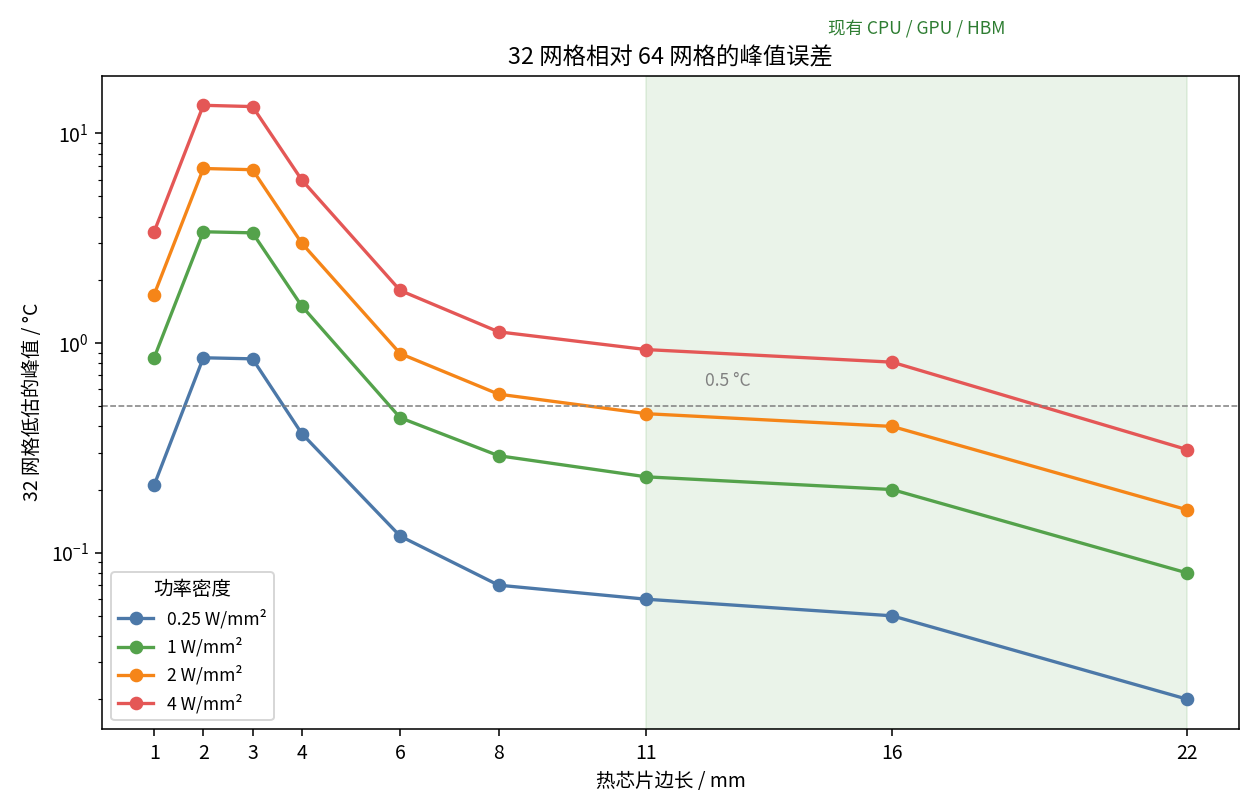 现有 CPU / GPU / HBM
32 网格相对 64 网格的峰值误差
32 网格低估的峰值 / °C
10¹
10⁰
10⁻¹
0.5 °C
功率密度
0.25 W/mm²
1 W/mm²
2 W/mm²
4 W/mm²
1 2 3 4 6 8 11 16 22
热芯片边长 / mm